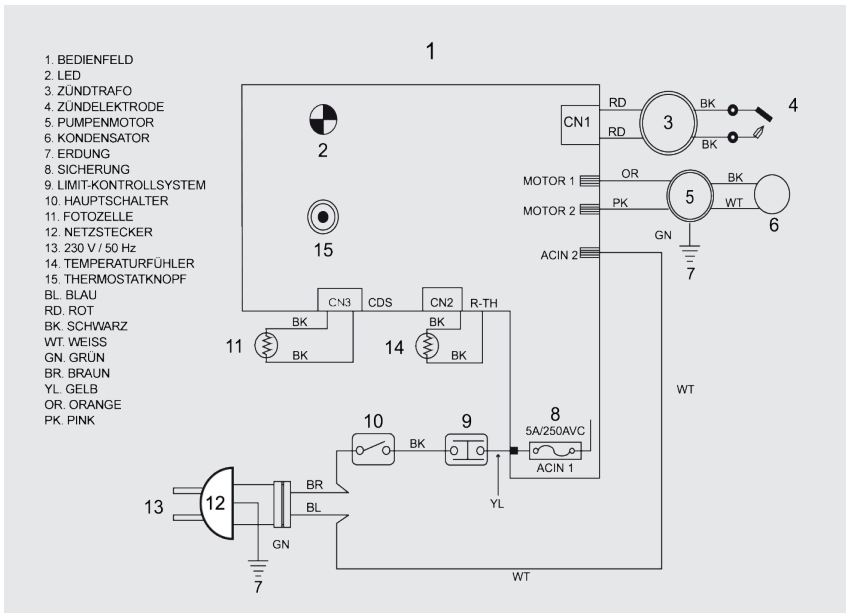 1
1. BEDIENFELD
2. LED
3. ZÜNDTRAFO
4. ZÜNDELEKTRODE
5. PUMPENMOTOR
6. KONDENSATOR
7. ERDUNG
8. SICHERUNG
9. LIMIT-KONTROLLSYSTEM
10. HAUPTSCHALTER
11. FOTOZELLE
12. NETZSTECKER
13. 230 V / 50 Hz
14. TEMPERATURFÜHLER
15. THERMOSTATKNOPF
BL. BLAU
RD. ROT
BK. SCHWARZ
WT. WEISS
GN. GRÜN
BR. BRAUN
YL. GELB
OR. ORANGE
PK. PINK
2
15
CN1
RD
RD
3
BK
BK
4
MOTOR 1
OR
MOTOR 2
PK
5
BK
WT
6
GN
7
ACIN 2
CN3
CDS
CN2
R-TH
BK
BK
11
BK
BK
14
WT
10
BK
9
8
5A/250AVC
ACIN 1
YL
13
12
BR
BL
GN
7
WT